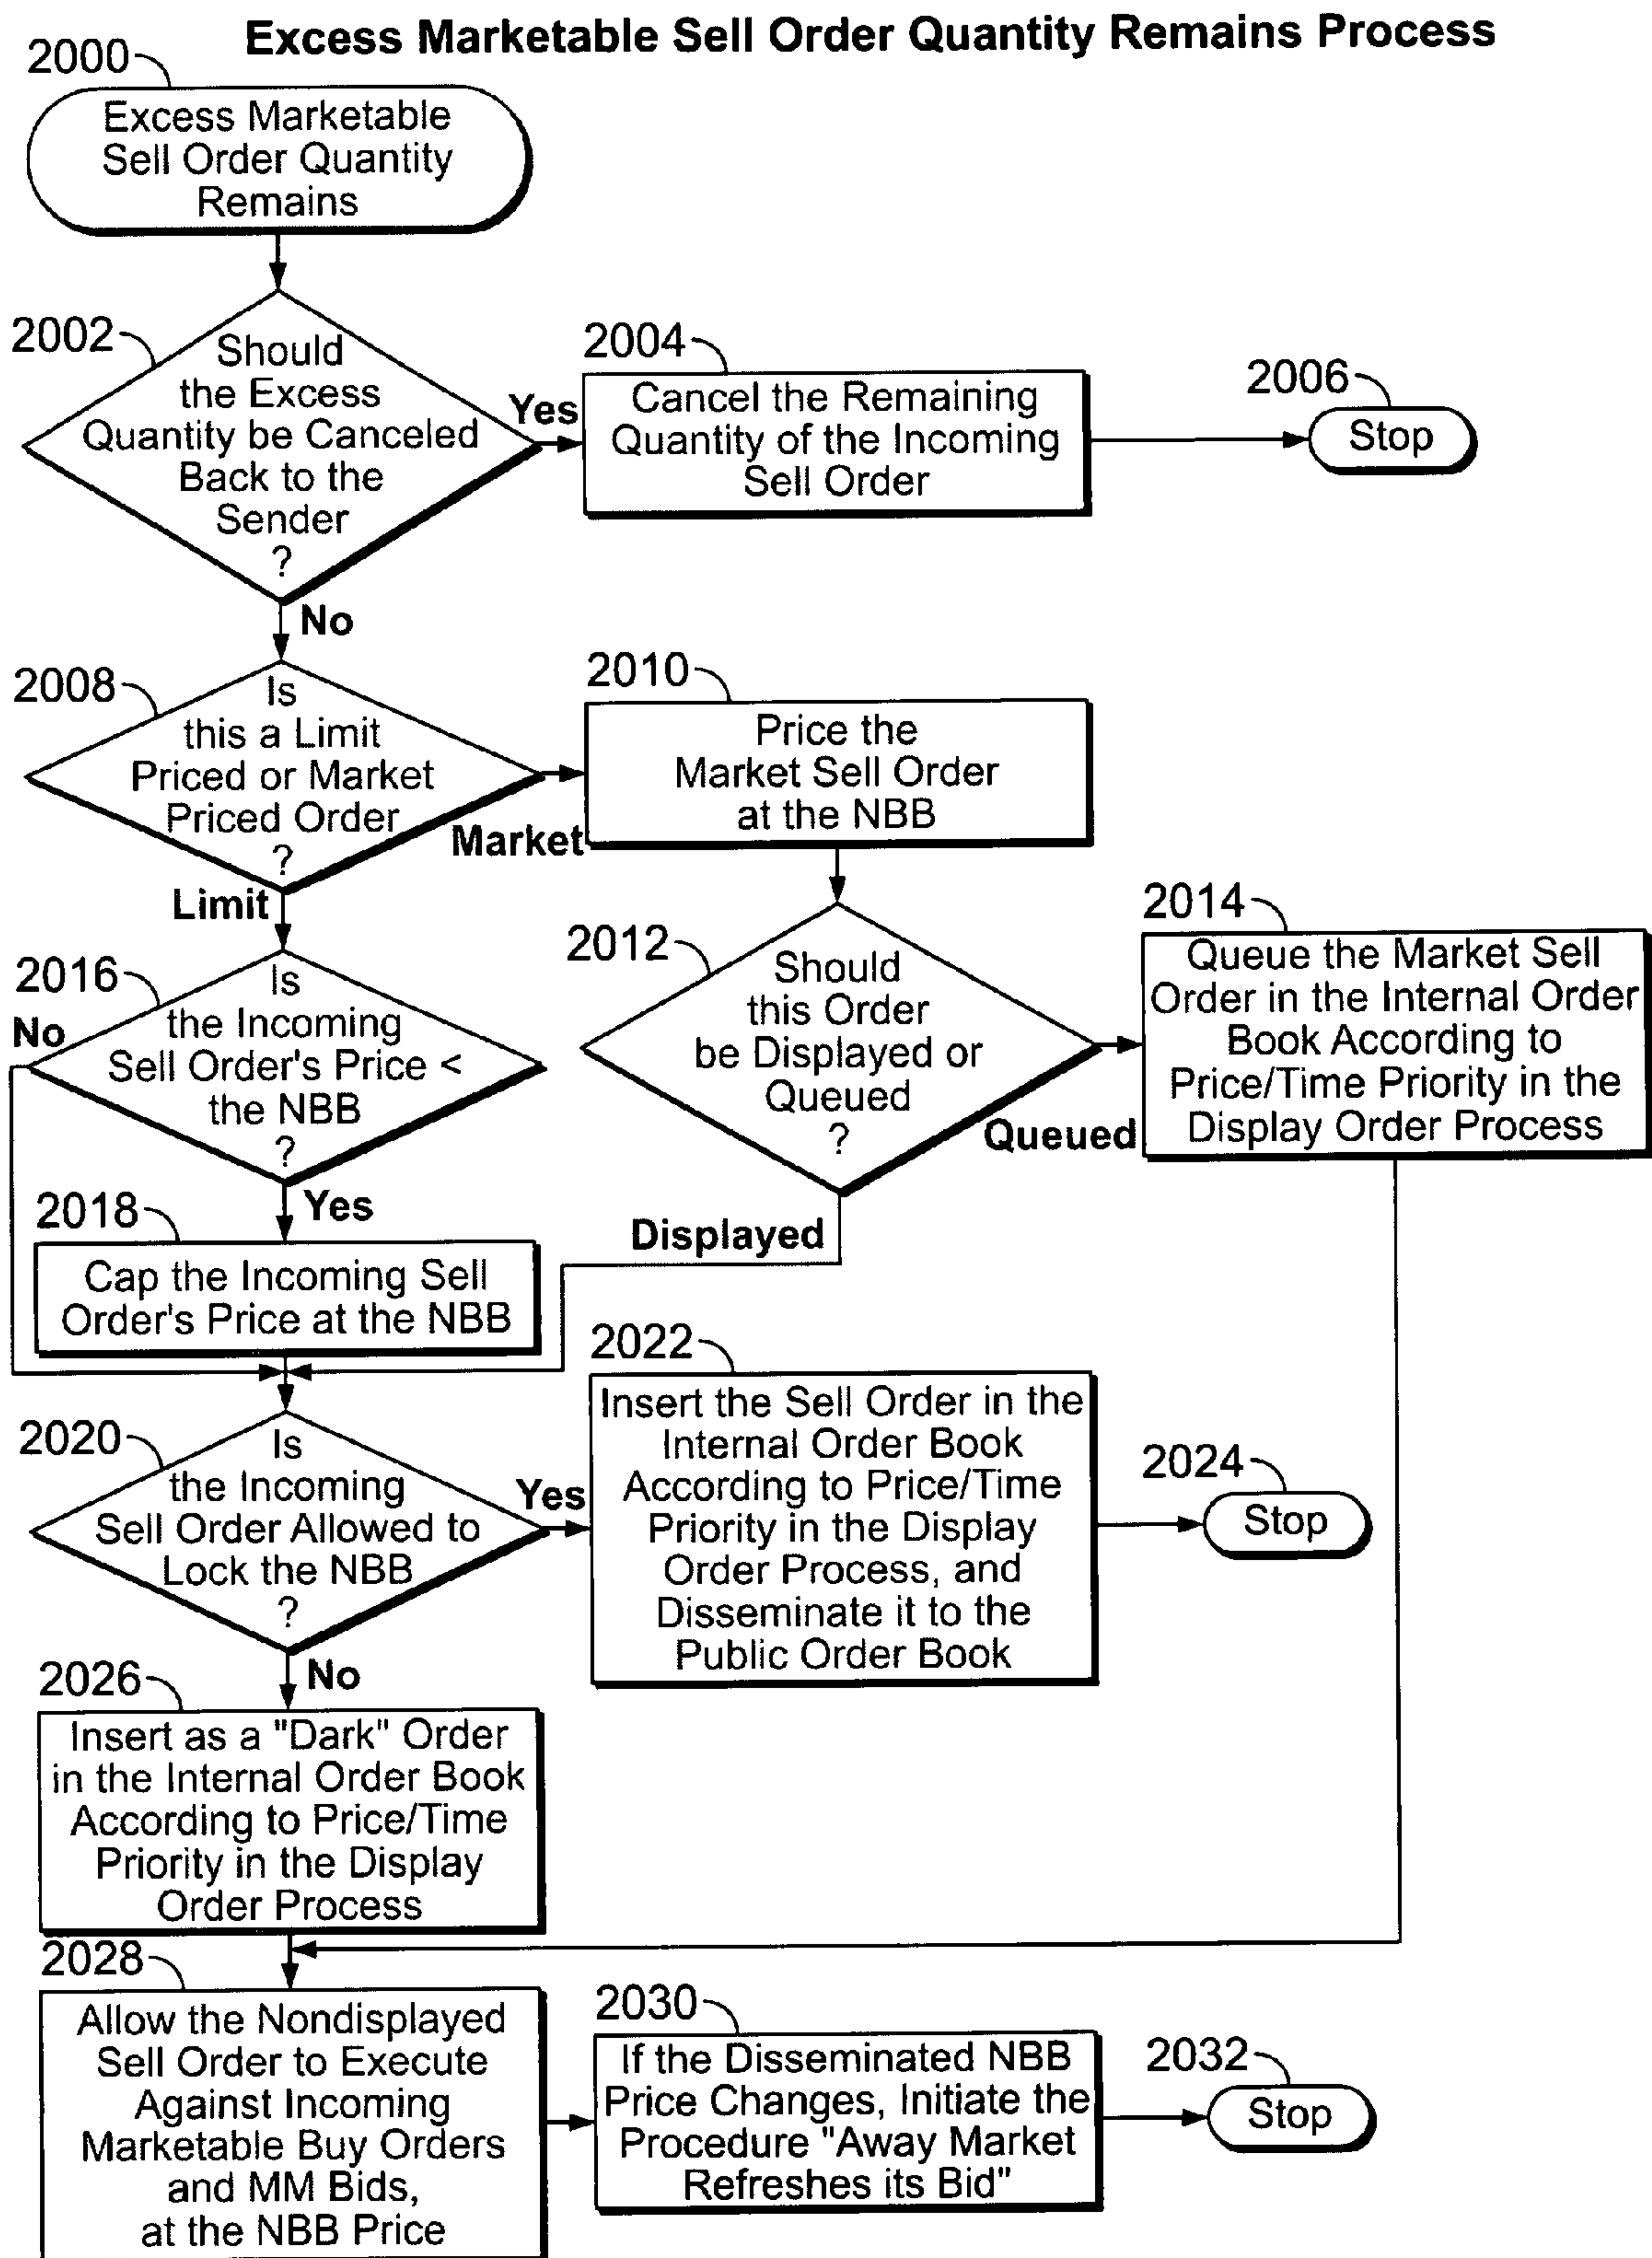 Excess Marketable Sell Order Quantity Remains Process
2000
Excess Marketable
Sell Order Quantity
Remains
2002
Should
the Excess
Quantity be Canceled
Back to the
Sender
?
Yes
2004
Cancel the Remaining
Quantity of the Incoming
Sell Order
2006
Stop
No
2008
Is
this a Limit
Priced or Market
Priced Order
?
Market
2010
Price the
Market Sell Order
at the NBB
Limit
2012
Should
this Order
be Displayed or
Queued
?
Queued
2014
Queue the Market Sell
Order in the Internal Order
Book According to
Price/Time Priority in the
Display Order Process
2016
Is
the Incoming
Sell Order's Price <
the NBB
?
No
Yes
Displayed
2018
Cap the Incoming Sell
Order's Price at the NBB
2020
Is
the Incoming
Sell Order Allowed to
Lock the NBB
?
Yes
2022
Insert the Sell Order in the
Internal Order Book
According to Price/Time
Priority in the Display
Order Process, and
Disseminate it to the
Public Order Book
2024
Stop
No
2026
Insert as a "Dark" Order
in the Internal Order Book
According to Price/Time
Priority in the Display
Order Process
2028
Allow the Nondisplayed
Sell Order to Execute
Against Incoming
Marketable Buy Orders
and MM Bids,
at the NBB Price
2030
If the Disseminated NBB
Price Changes, Initiate the
Procedure "Away Market
Refreshes its Bid"
2032
Stop